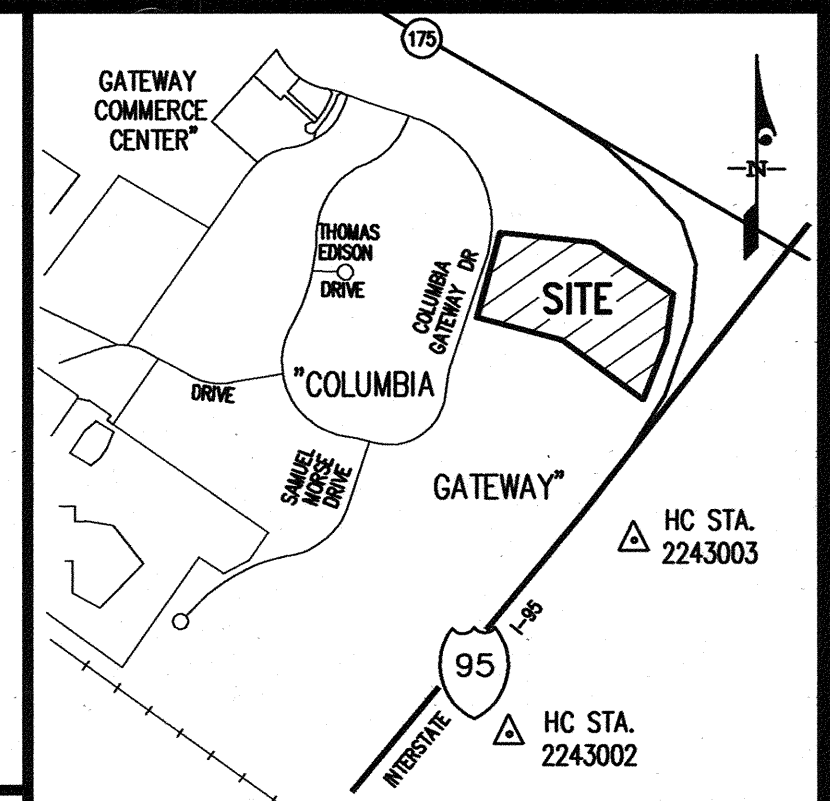 175
GATEWAY
COMMERCE
CENTER”
N
THOMAS
EDISON
DRIVE
COLUMBIA
GATEWAY DR
SITE
”COLUMBIA
DRIVE
SAMUEL
MORSE
DRIVE
GATEWAY”
HC STA.
2243003
I-95
95
INTERSTATE
HC STA.
2243002